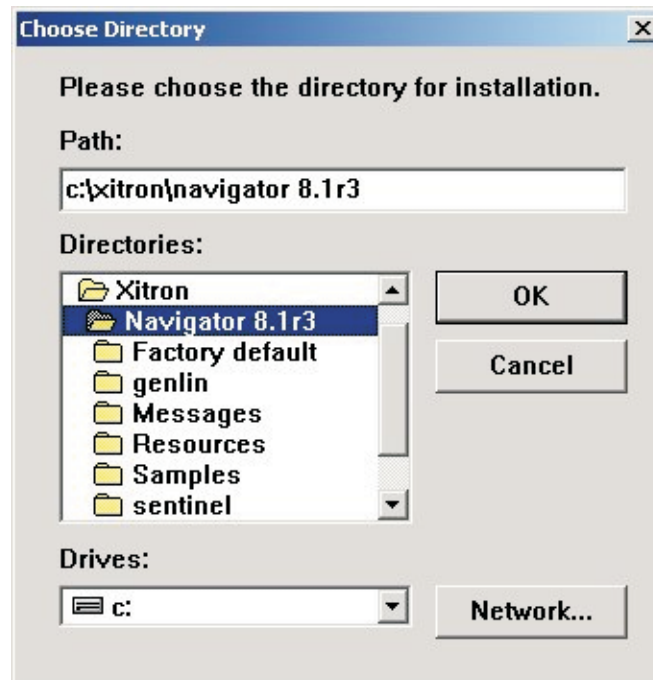 Choose Directory
Please choose the directory for installation.
Path:
c:\xitron\navigator 8.1r3
Directories:
Xitron
Navigator 8.1r3
Factory default
genlin
Messages
Resources
Samples
sentinel
OK
Cancel
Drives:
c:
Network...